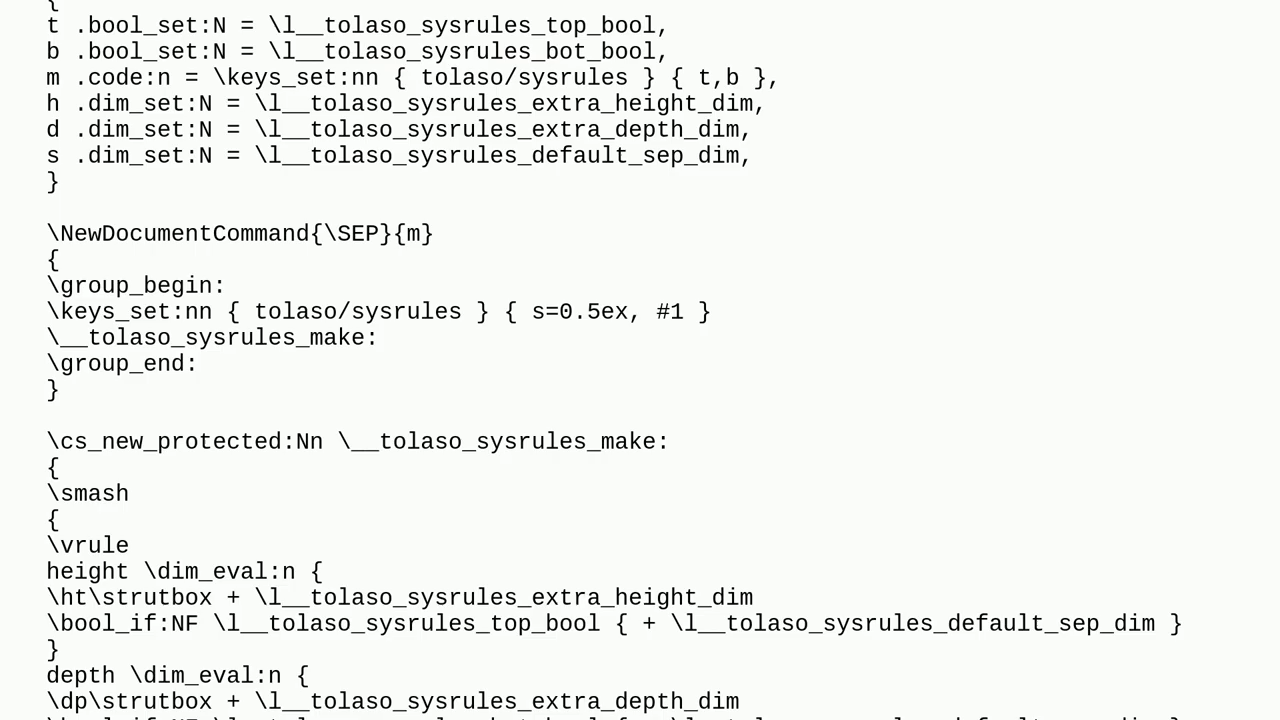 {
t .bool_set:N = \l__tolaso_sysrules_top_bool,
b .bool_set:N = \l__tolaso_sysrules_bot_bool,
m .code:n = \keys_set:nn { tolaso/sysrules } { t,b },
h .dim_set:N = \l__tolaso_sysrules_extra_height_dim,
d .dim_set:N = \l__tolaso_sysrules_extra_depth_dim,
s .dim_set:N = \l__tolaso_sysrules_default_sep_dim,
}
\NewDocumentCommand{\SEP}{m}
{
\group_begin:
\keys_set:nn { tolaso/sysrules } { s=0.5ex, #1 }
\__tolaso_sysrules_make:
\group_end:
}
\cs_new_protected:Nn \__tolaso_sysrules_make:
{
\smash
{
\vrule
height \dim_eval:n {
\ht\strutbox + \l__tolaso_sysrules_extra_height_dim
\bool_if:NF \l__tolaso_sysrules_top_bool { + \l__tolaso_sysrules_default_sep_dim }
}
depth \dim_eval:n {
\dp\strutbox + \l__tolaso_sysrules_extra_depth_dim